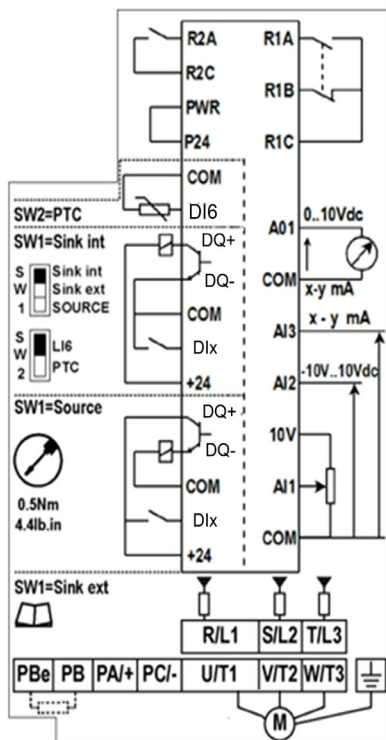 R2A R1A
R2C R1B
PWR
P24 R1C
COM
SW2=PTC DI6
SW1=Sink int DQ+ A01 0..10Vdc
S W 1 Sink int DQ- COM x-y mA
Sink ext
SOURCE COM AI3 x - y mA
S W 2 LI6 DIx AI2 -10V..10Vdc
PTC
+24
SW1=Source DQ+ 10V
DQ-
COM AI1
0.5Nm DIx
4.4lb.in COM
+24
SW1=Sink ext
R/L1 S/L2 T/L3
PBe PB PA/+ PC/- U/T1 V/T2 W/T3
M